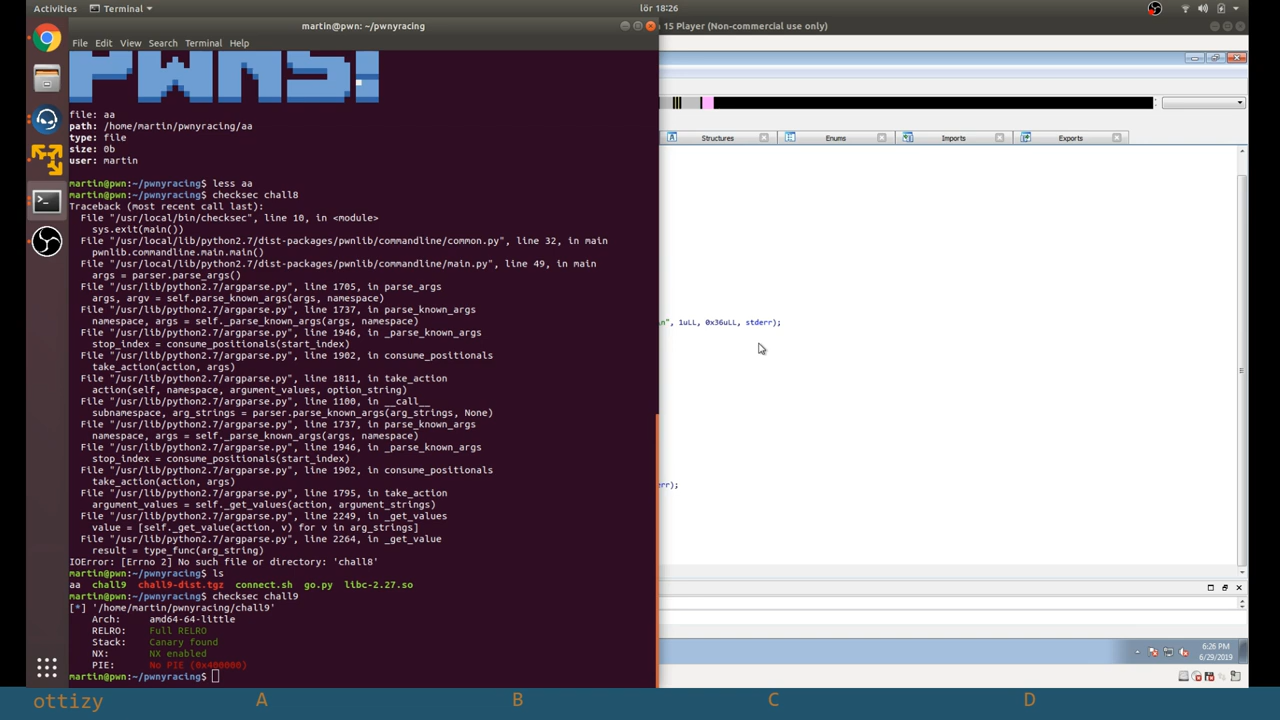 Activities
Terminal
lör 18:26
martin@pwn: ~/pwnyracing
15 Player (Non-commercial use only)
File Edit View Search Terminal Help
PWNS!
file: aa
path: /home/martin/pwnyracing/aa
type: file
size: 0b
user: martin
martin@pwn:~/pwnyracing$ less aa
martin@pwn:~/pwnyracing$ checksec chall8
Traceback (most recent call last):
File "/usr/local/bin/checksec", line 10, in <module>
sys.exit(main())
File "/usr/local/lib/python2.7/dist-packages/pwnlib/commandline/common.py", line 32, in main
pwnlib.commandline.main.main()
File "/usr/local/lib/python2.7/dist-packages/pwnlib/commandline/main.py", line 49, in main
args = parser.parse_args()
File "/usr/lib/python2.7/argparse.py", line 1705, in parse_args
args, argv = self.parse_known_args(args, namespace)
File "/usr/lib/python2.7/argparse.py", line 1737, in parse_known_args
namespace, args = self._parse_known_args(args, namespace)
File "/usr/lib/python2.7/argparse.py", line 1946, in _parse_known_args
stop_index = consume_positionals(start_index)
File "/usr/lib/python2.7/argparse.py", line 1902, in consume_positionals
take_action(action, args)
File "/usr/lib/python2.7/argparse.py", line 1811, in take_action
action(self, namespace, argument_values, option_string)
File "/usr/lib/python2.7/argparse.py", line 1100, in __call__
subnamespace, arg_strings = parser.parse_known_args(arg_strings, None)
File "/usr/lib/python2.7/argparse.py", line 1737, in parse_known_args
namespace, args = self._parse_known_args(args, namespace)
File "/usr/lib/python2.7/argparse.py", line 1946, in _parse_known_args
stop_index = consume_positionals(start_index)
File "/usr/lib/python2.7/argparse.py", line 1902, in consume_positionals
take_action(action, args)
File "/usr/lib/python2.7/argparse.py", line 1795, in take_action
argument_values = self._get_values(action, argument_strings)
File "/usr/lib/python2.7/argparse.py", line 2249, in _get_values
value = [self._get_value(action, v) for v in arg_strings]
File "/usr/lib/python2.7/argparse.py", line 2264, in _get_value
result = type_func(arg_string)
IOError: [Errno 2] No such file or directory: 'chall8'
martin@pwn:~/pwnyracing$ ls
aa chall9 chall9-dist.tgz connect.sh go.py libc-2.27.so
martin@pwn:~/pwnyracing$ checksec chall9
[*] '/home/martin/pwnyracing/chall9'
Arch: amd64-64-little
RELRO: Full RELRO
Stack: Canary found
NX: NX enabled
PIE: No PIE (0x400000)
martin@pwn:~/pwnyracing$
Structures
Enums
Imports
Exports
\n", 1uLL, 0x36uLL, stderr);
err);
6:26 PM
6/29/2019
ottizy
A
B
C
D